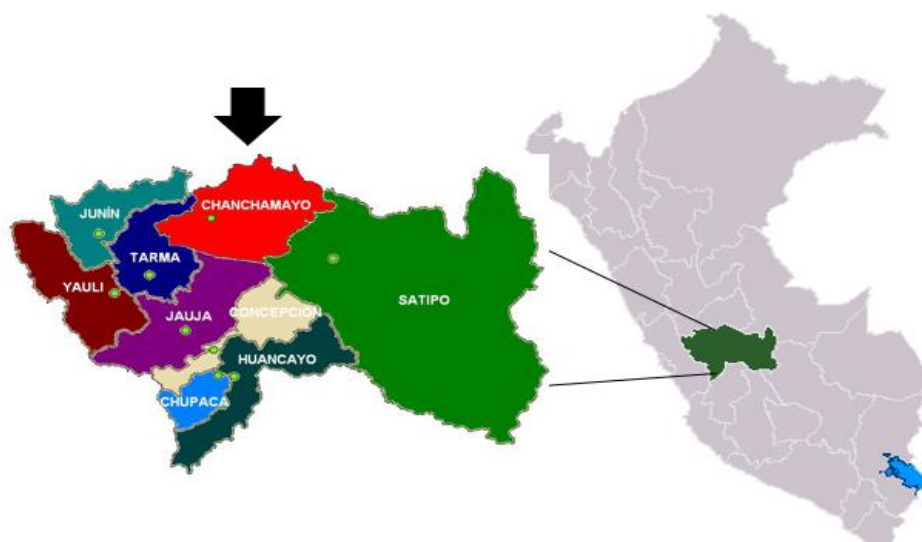 CHANCHAMAYO
JUNÍN
TARMA
YAULI
SATIPO
JAUJA
CONCEPCIÓN
HUANCAYO
CHUPACA